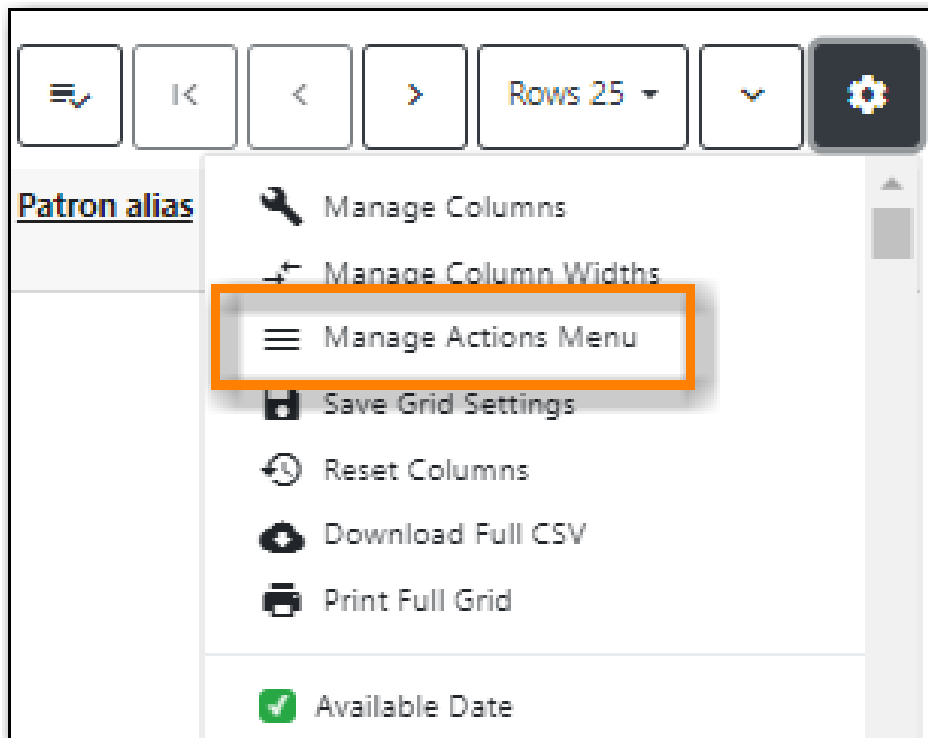 Rows 25
Patron alias
Manage Columns
Manage Column Widths
Manage Actions Menu
Save Grid Settings
Reset Columns
Download Full CSV
Print Full Grid
Available Date